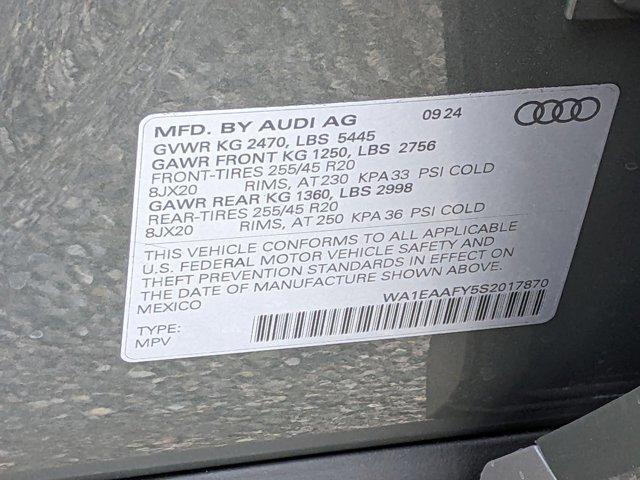 MFD. BY AUDI AG 09 24
GVWR KG 2470, LBS 5445
GAWR FRONT KG 1250, LBS 2756
FRONT-TIRES 255/45 R20
8JX20 RIMS, AT 230 KPA 33 PSI COLD
GAWR REAR KG 1360, LBS 2998
REAR-TIRES 255/45 R20
8JX20 RIMS, AT 250 KPA 36 PSI COLD
THIS VEHICLE CONFORMS TO ALL APPLICABLE
U.S. FEDERAL MOTOR VEHICLE SAFETY AND
THEFT PREVENTION STANDARDS IN EFFECT ON
THE DATE OF MANUFACTURE SHOWN ABOVE.
MEXICO WA1EAAFY5S2017870
TYPE:
MPV